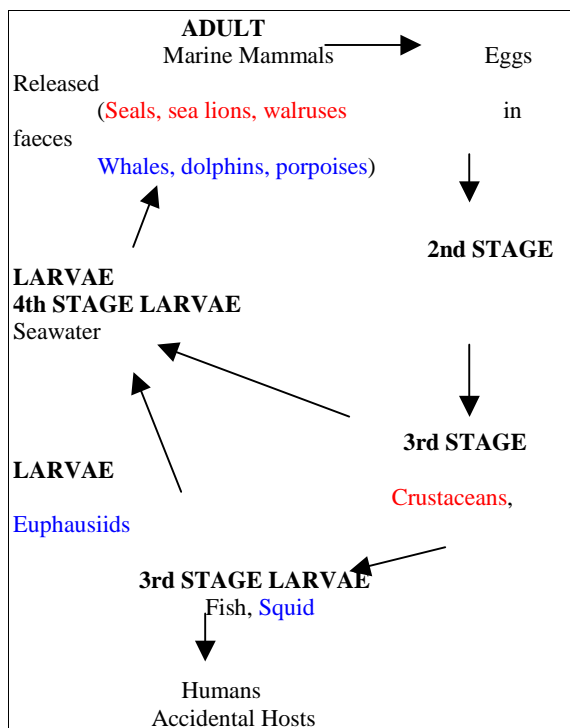 ADULT
Marine Mammals Eggs
Released
(Seals, sea lions, walruses in
faeces
Whales, dolphins, porpoises)
2nd STAGE
LARVAE
4th STAGE LARVAE
Seawater
3rd STAGE
LARVAE
Crustaceans,
Euphausiids
3rd STAGE LARVAE
Fish, Squid
Humans
Accidental Hosts